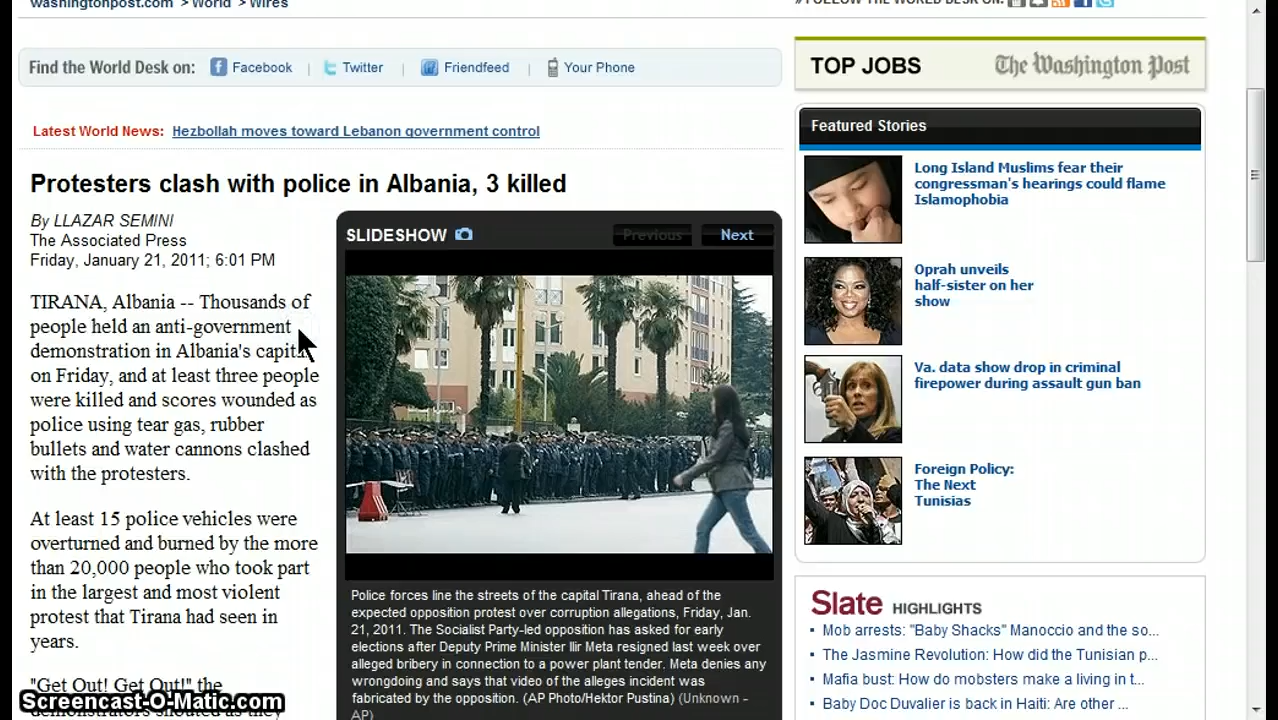 washingtonpost.com > World > Wires
» FOLLOW THE WORLD DESK ON:
Find the World Desk on: Facebook | Twitter | Friendfeed | Your Phone
TOP JOBS The Washington Post
Latest World News: Hezbollah moves toward Lebanon government control
Protesters clash with police in Albania, 3 killed
By LLAZAR SEMINI
The Associated Press
Friday, January 21, 2011; 6:01 PM
TIRANA, Albania -- Thousands of
people held an anti-government
demonstration in Albania's capital
on Friday, and at least three people
were killed and scores wounded as
police using tear gas, rubber
bullets and water cannons clashed
with the protesters.
At least 15 police vehicles were
overturned and burned by the more
than 20,000 people who took part
in the largest and most violent
protest that Tirana had seen in
years.
"Get Out! Get Out!" the
demonstrators shouted as they
SLIDESHOW Previous Next
Police forces line the streets of the capital Tirana, ahead of the
expected opposition protest over corruption allegations, Friday, Jan.
21, 2011. The Socialist Party-led opposition has asked for early
elections after Deputy Prime Minister Ilir Meta resigned last week over
alleged bribery in connection to a power plant tender. Meta denies any
wrongdoing and says that video of the alleges incident was
fabricated by the opposition. (AP Photo/Hektor Pustina) (Unknown -
AP)
Featured Stories
Long Island Muslims fear their
congressman's hearings could flame
Islamophobia
Oprah unveils
half-sister on her
show
Va. data show drop in criminal
firepower during assault gun ban
Foreign Policy:
The Next
Tunisias
Slate HIGHLIGHTS
Mob arrests: "Baby Shacks" Manoccio and the so...
The Jasmine Revolution: How did the Tunisian p...
Mafia bust: How do mobsters make a living in t...
Baby Doc Duvalier is back in Haiti: Are other ...
Screencast-O-Matic.com